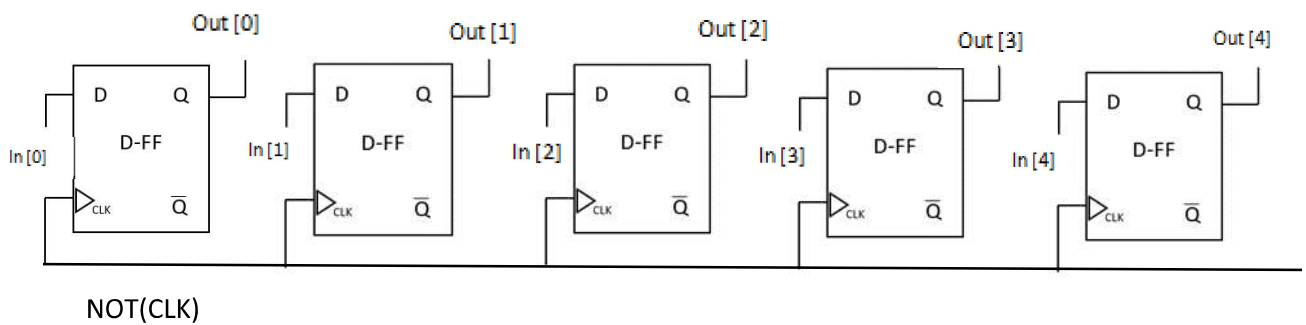 Out [0]
Out [1]
Out [2]
Out [3]
Out [4]
D Q
D Q
D Q
D Q
D Q
D-FF
D-FF
D-FF
D-FF
D-FF
In [0]
In [1]
In [2]
In [3]
In [4]
CLK Q̅
CLK Q̅
CLK Q̅
CLK Q̅
CLK Q̅
NOT(CLK)